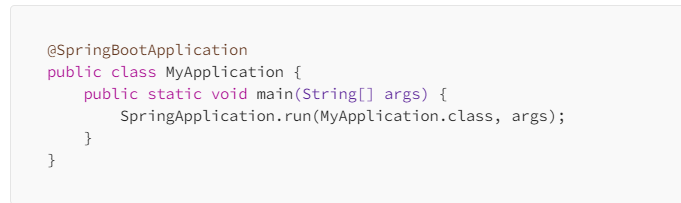 @SpringBootApplication
public class MyApplication {
    public static void main(String[] args) {
        SpringApplication.run(MyApplication.class, args);
    }
}